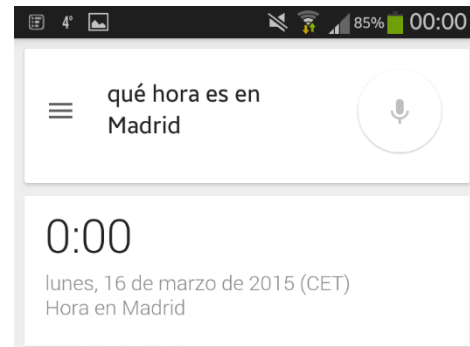 4° 85% 00:00
qué hora es en
Madrid
0:00
lunes, 16 de marzo de 2015 (CET)
Hora en Madrid